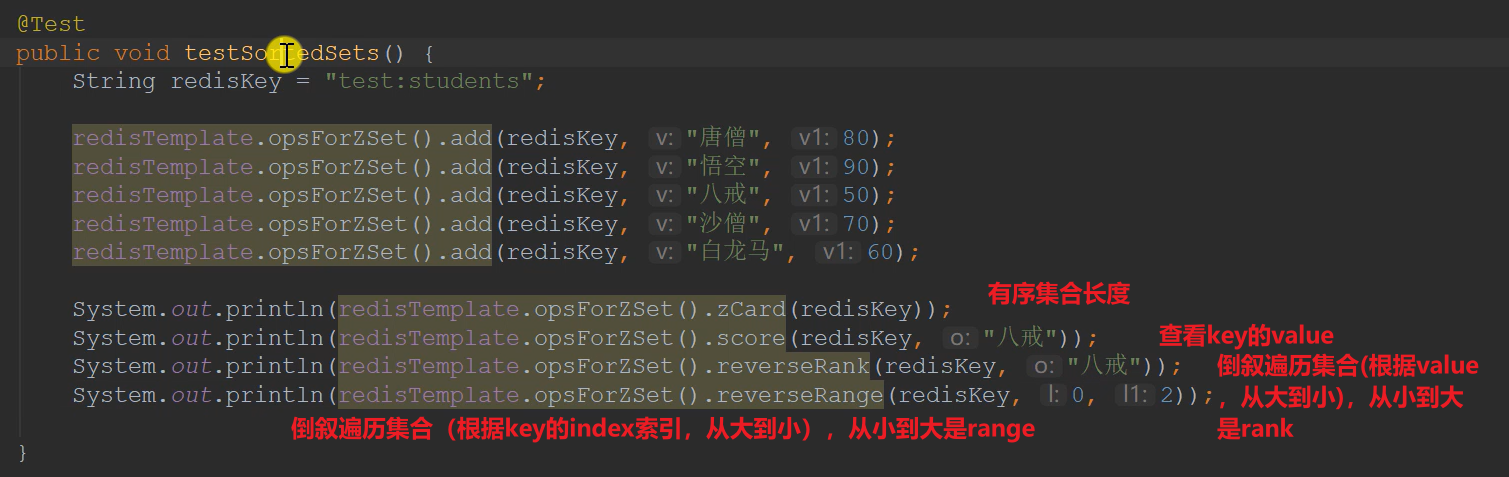 @Test
public void testSortedSets() {
String redisKey = "test:students";
redisTemplate.opsForZSet().add(redisKey, v: "唐僧", v1: 80);
redisTemplate.opsForZSet().add(redisKey, v: "悟空", v1: 90);
redisTemplate.opsForZSet().add(redisKey, v: "八戒", v1: 50);
redisTemplate.opsForZSet().add(redisKey, v: "沙僧", v1: 70);
redisTemplate.opsForZSet().add(redisKey, v: "白龙马", v1: 60);
有序集合长度
System.out.println(redisTemplate.opsForZSet().zCard(redisKey));
System.out.println(redisTemplate.opsForZSet().score(redisKey, o: "八戒"));
查看key的value
System.out.println(redisTemplate.opsForZSet().reverseRank(redisKey, o: "八戒"));
System.out.println(redisTemplate.opsForZSet().reverseRange(redisKey, l: 0, l1: 2));
倒叙遍历集合(根据value
，从大到小)，从小到大
是rank
倒叙遍历集合（根据key的index索引，从大到小），从小到大是range
}